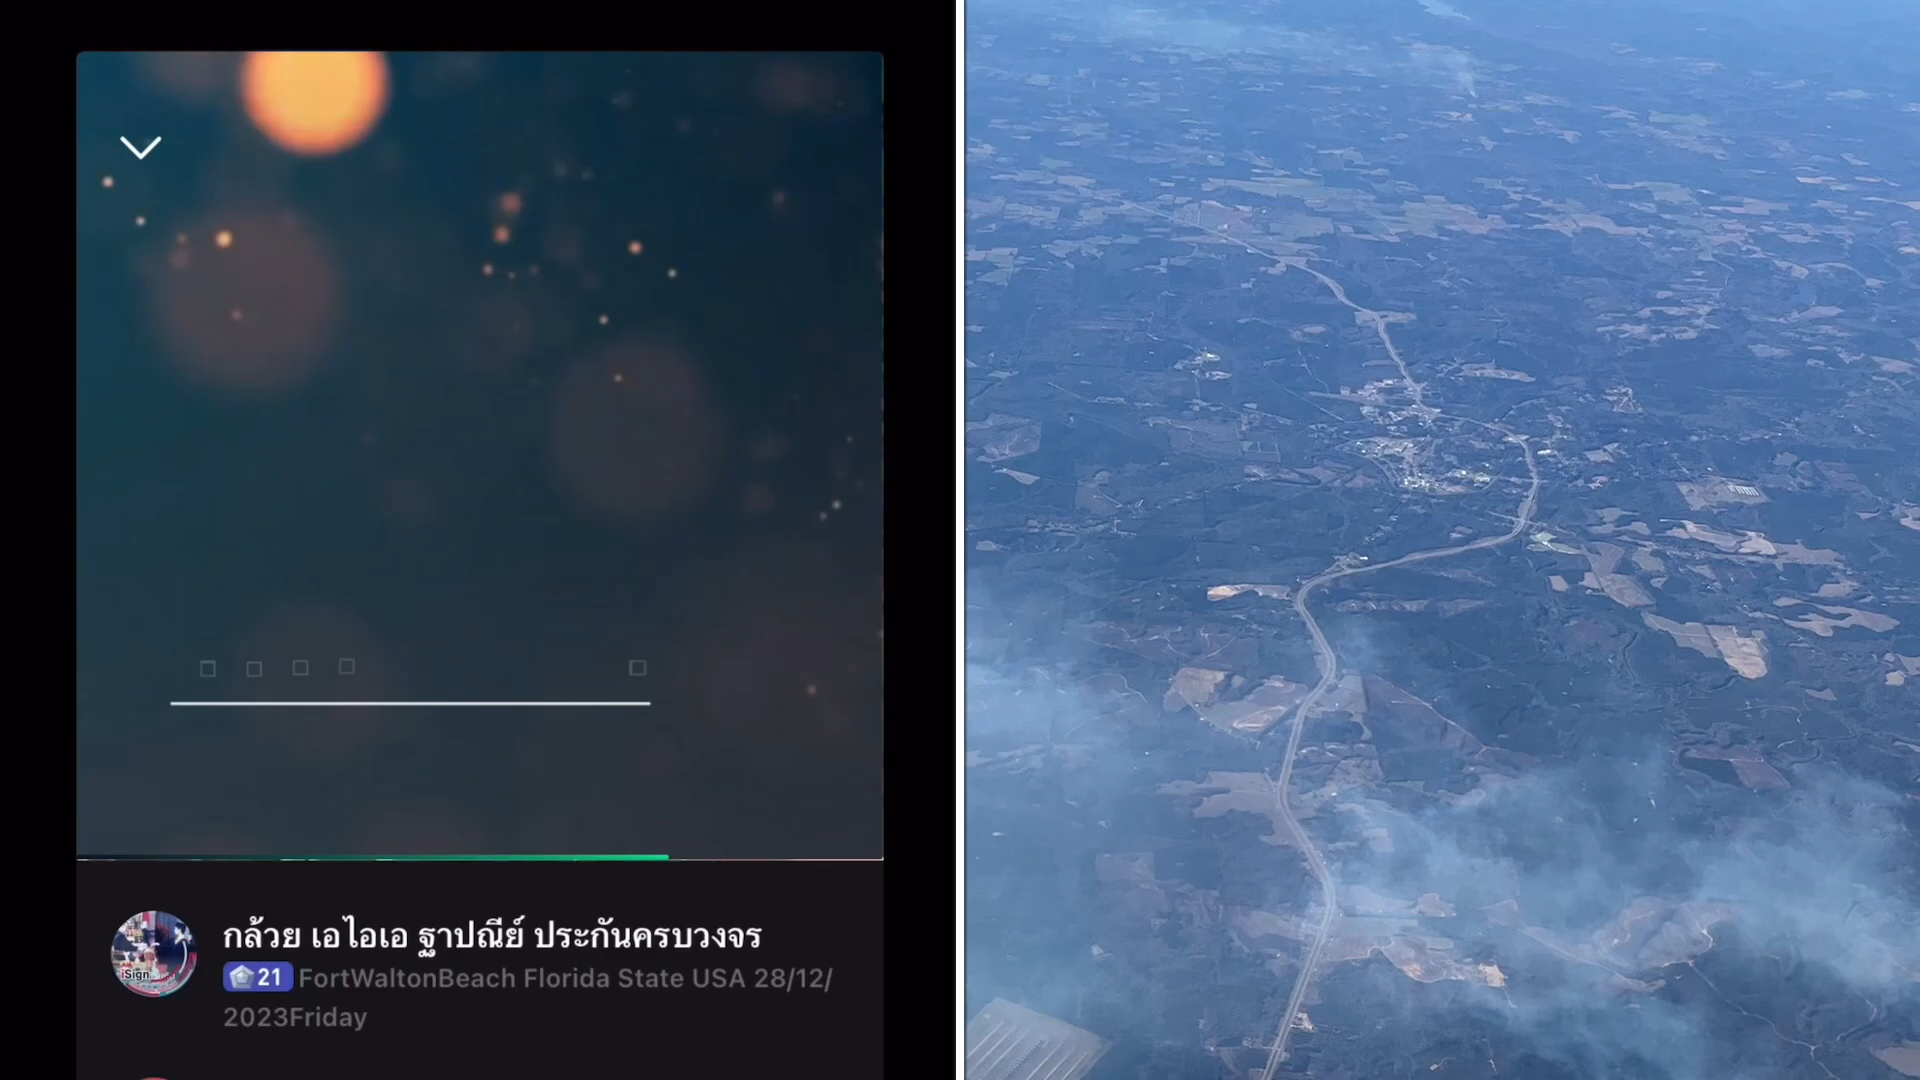 iSign
กล้วย เอไอเอ ฐาปณีย์ ประกันครบวงจร
21 FortWaltonBeach Florida State USA 28/12/
2023Friday